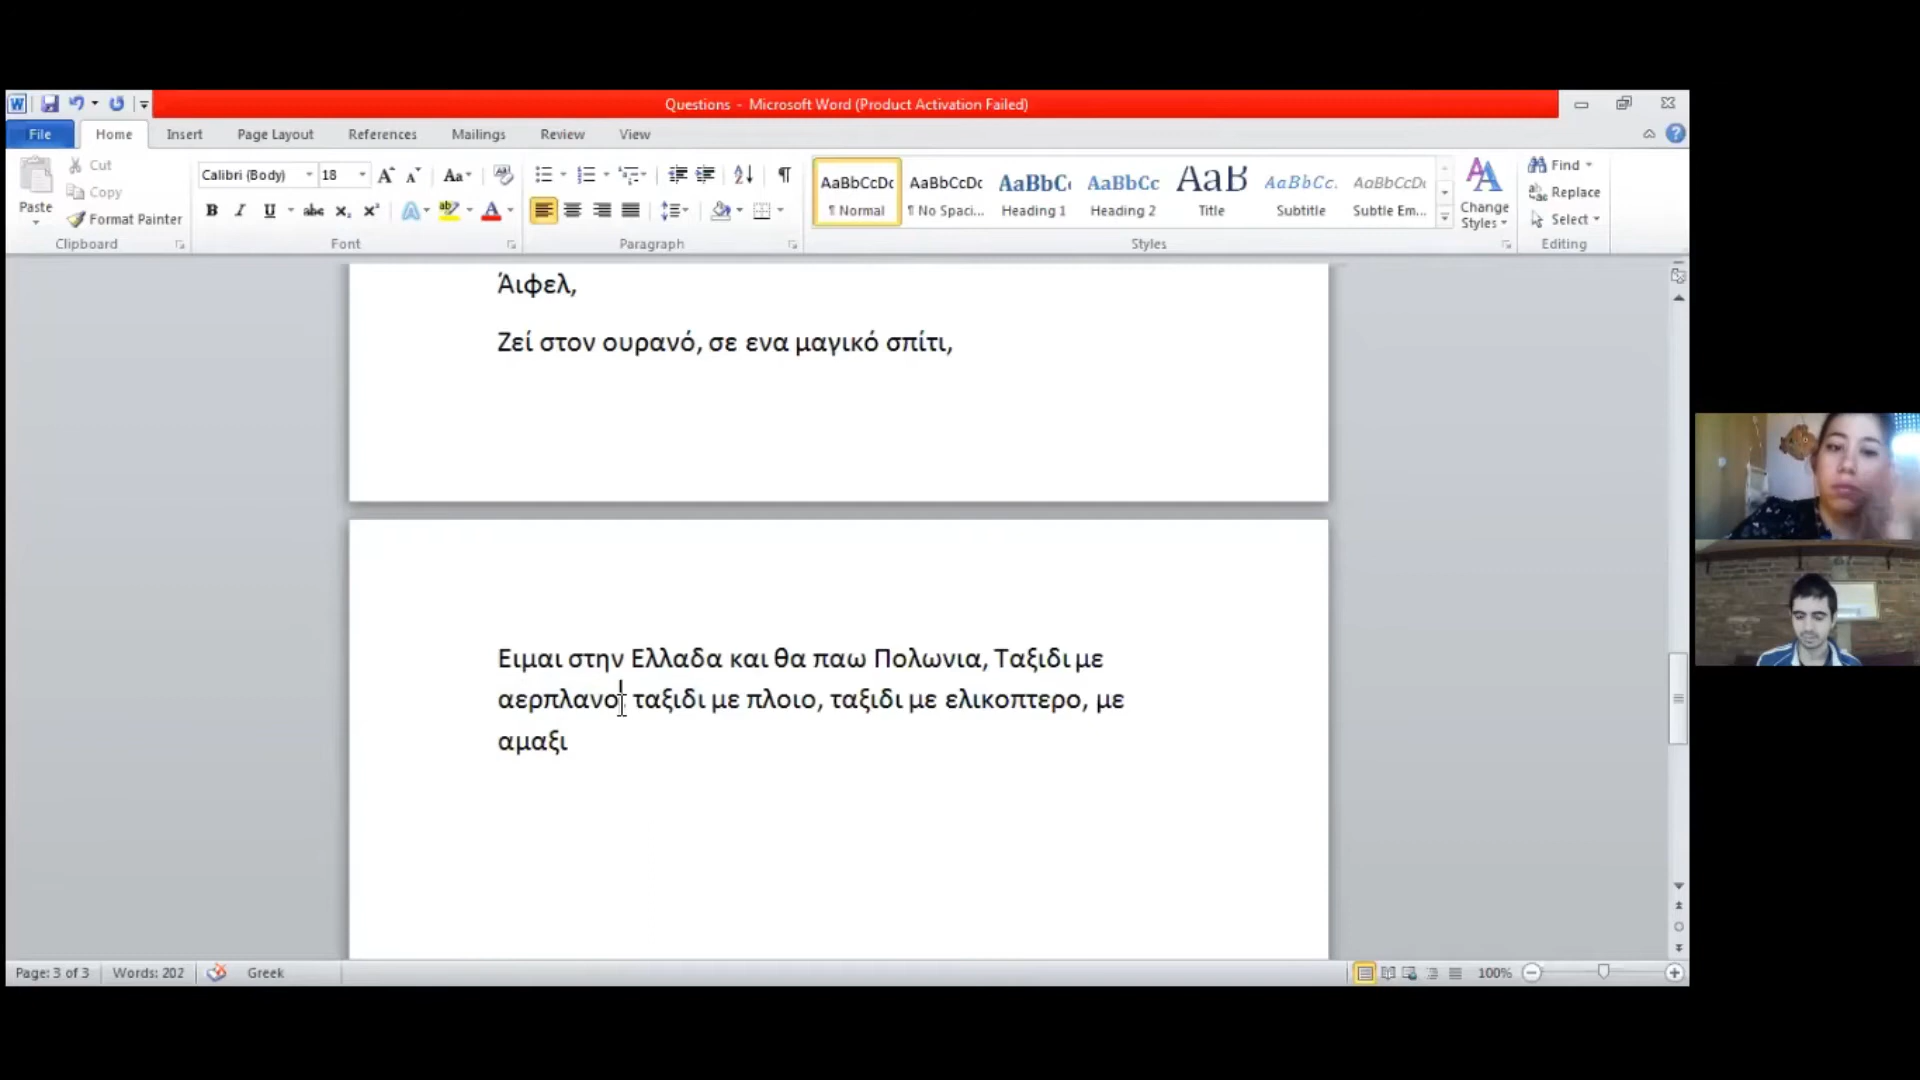 Questions - Microsoft Word (Product Activation Failed)
File Home Insert Page Layout References Mailings Review View
Cut
Copy
Format Painter
Paste
Clipboard
Calibri (Body) 18
Font
Paragraph
AaBbCcDc AaBbCcDc AaBbC AaBbCc AaB AaBbCc. AaBbCcDc
¶ Normal ¶ No Spaci... Heading 1 Heading 2 Title Subtitle Subtle Em...
Styles
Change Styles
Find
Replace
Select
Editing
Άιφελ,
Ζεί στον ουρανό, σε ενα μαγικό σπίτι,
Ειμαι στην Ελλαδα και θα παω Πολωνια, Ταξιδι με
αερπλανο, ταξιδι με πλοιο, ταξιδι με ελικοπτερο, με
αμαξι
Page: 3 of 3 Words: 202 Greek 100%